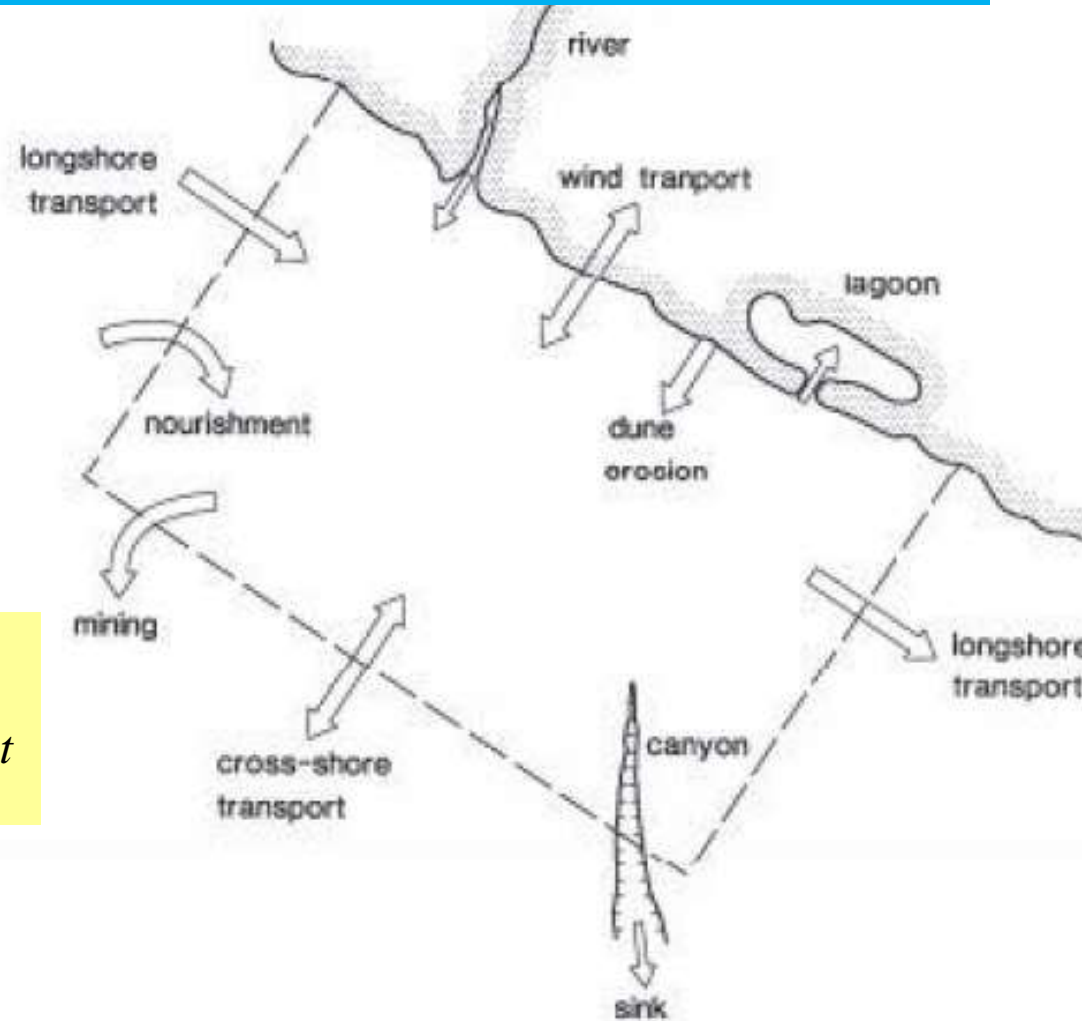 river
longshore
transport
wind tranport
lagoon
nourishment
dune
erosion
mining
longshore
transport
t
cross-shore
transport
canyon
sink